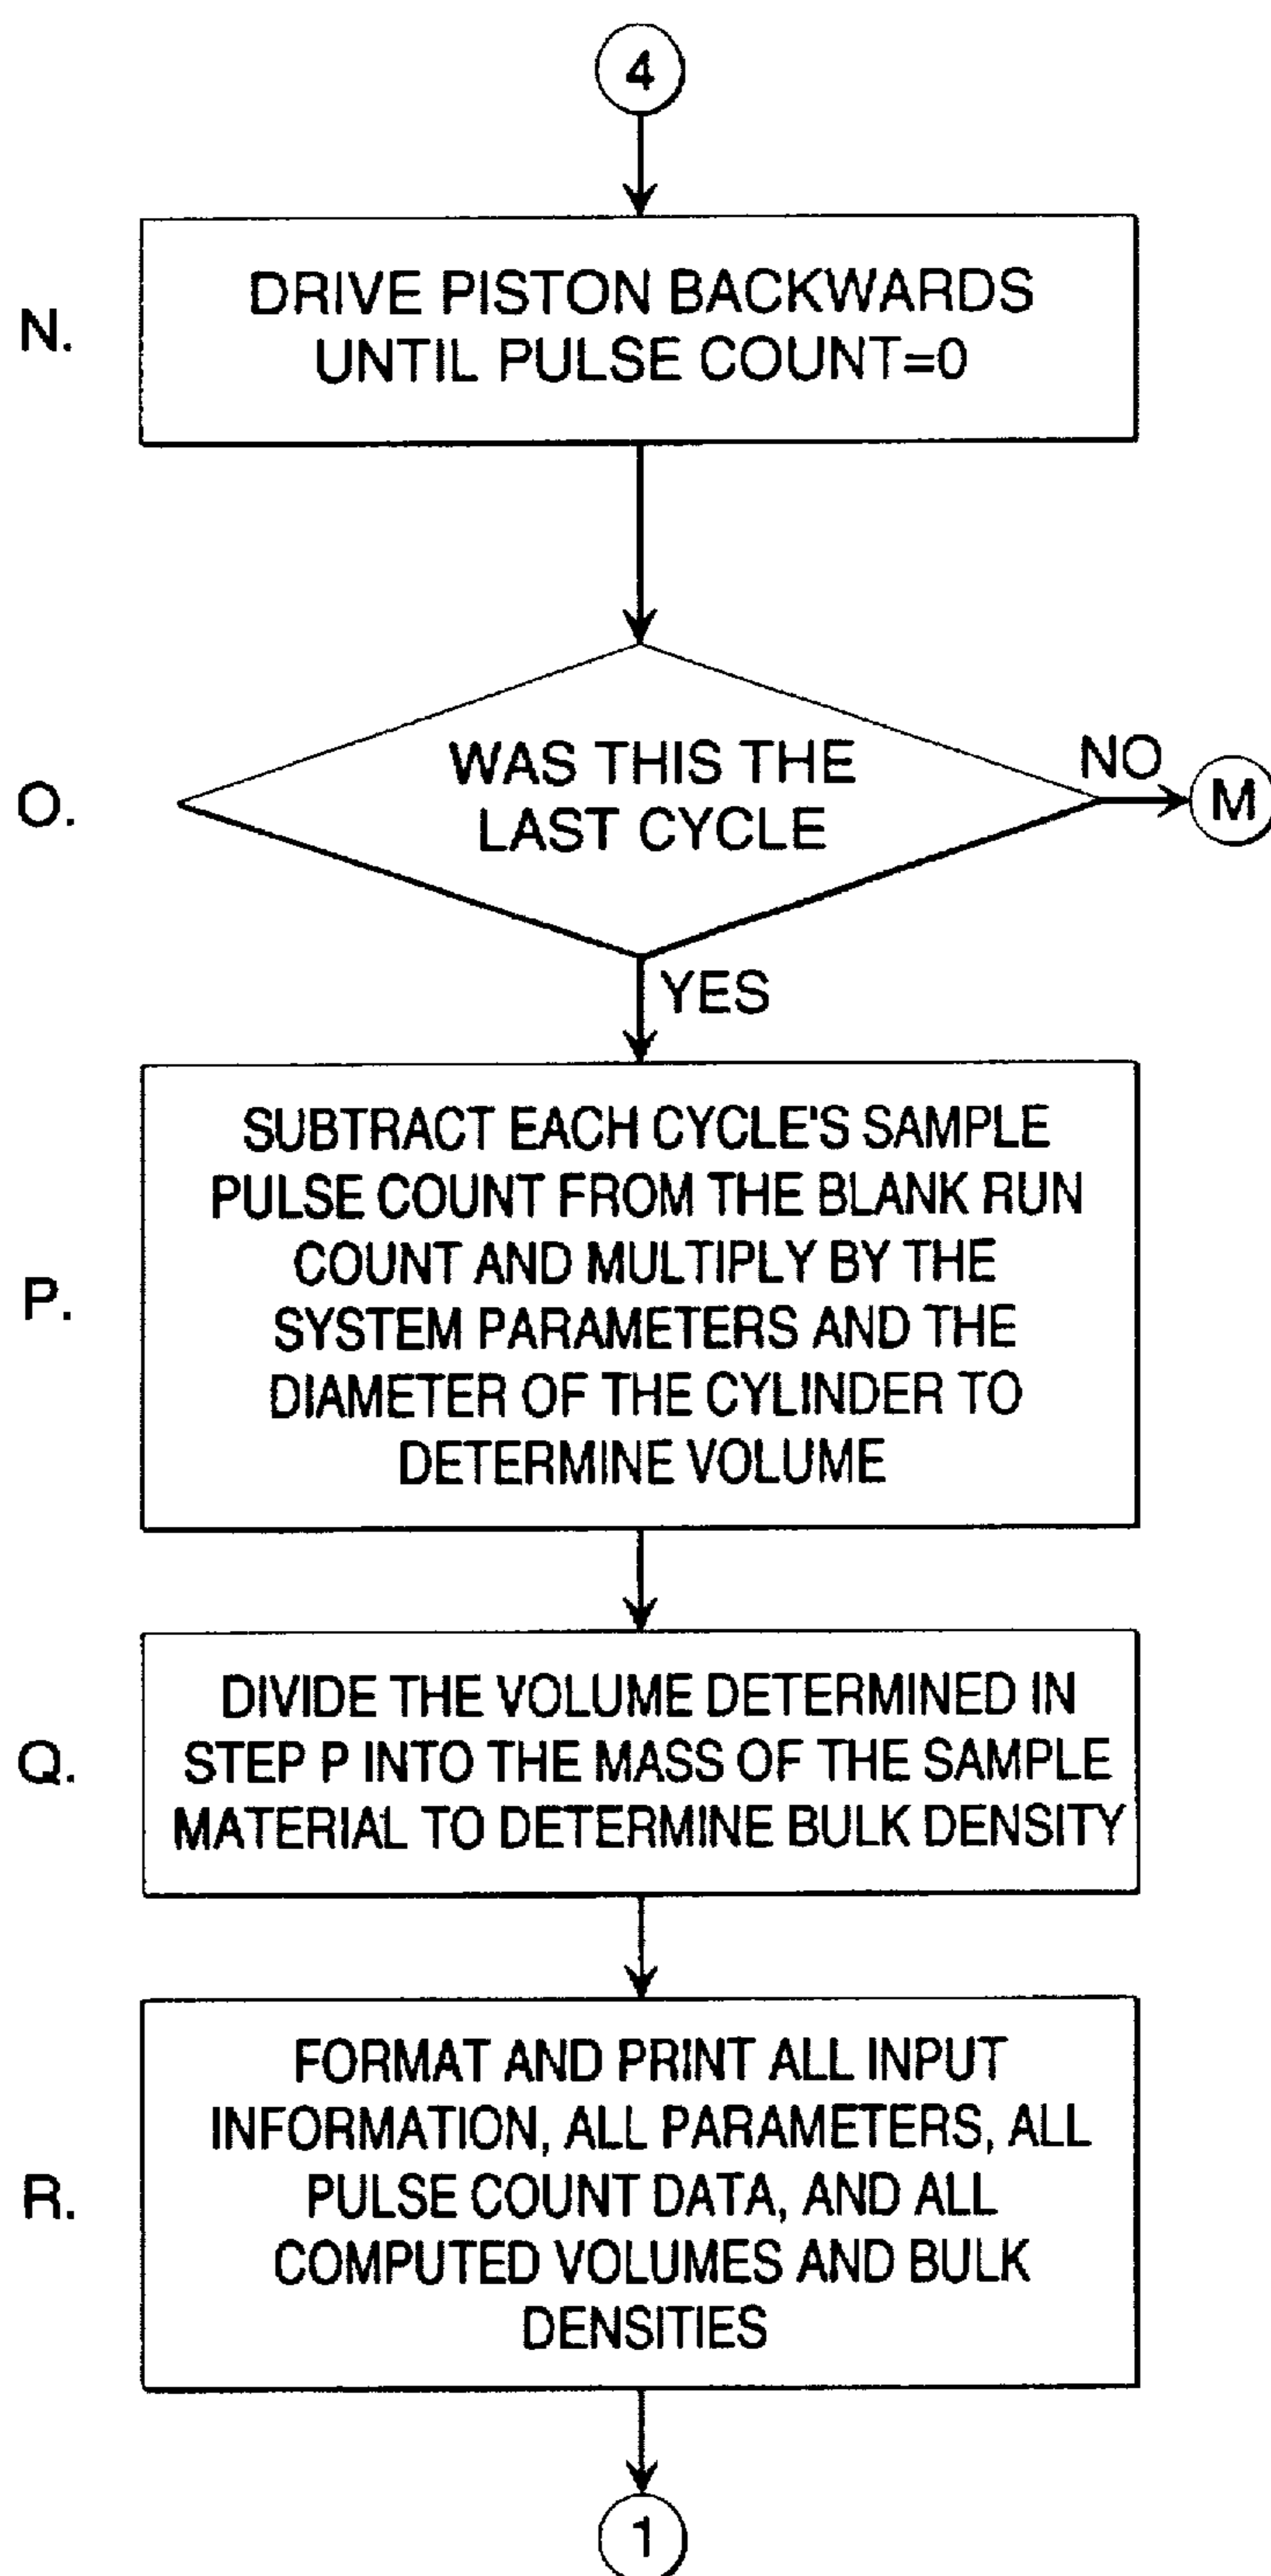 4
N.
DRIVE PISTON BACKWARDS
UNTIL PULSE COUNT=0
O.
WAS THIS THE
LAST CYCLE
NO
M
YES
P.
SUBTRACT EACH CYCLE'S SAMPLE
PULSE COUNT FROM THE BLANK RUN
COUNT AND MULTIPLY BY THE
SYSTEM PARAMETERS AND THE
DIAMETER OF THE CYLINDER TO
DETERMINE VOLUME
Q.
DIVIDE THE VOLUME DETERMINED IN
STEP P INTO THE MASS OF THE SAMPLE
MATERIAL TO DETERMINE BULK DENSITY
R.
FORMAT AND PRINT ALL INPUT
INFORMATION, ALL PARAMETERS, ALL
PULSE COUNT DATA, AND ALL
COMPUTED VOLUMES AND BULK
DENSITIES
1